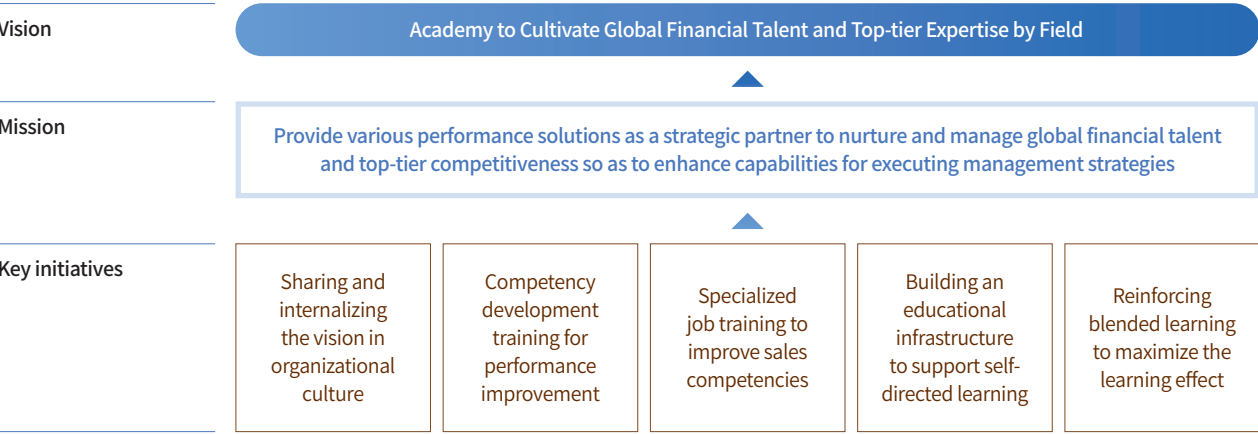 Vision
Academy to Cultivate Global Financial Talent and Top-tier Expertise by Field
Mission
Provide various performance solutions as a strategic partner to nurture and manage global financial talent
and top-tier competitiveness so as to enhance capabilities for executing management strategies
Key initiatives
Sharing and
internalizing
the vision in
organizational
culture
Competency
development
training for
performance
improvement
Specialized
job training to
improve sales
competencies
Building an
educational
infrastructure
to support self-
directed learning
Reinforcing
blended learning
to maximize the
learning effect